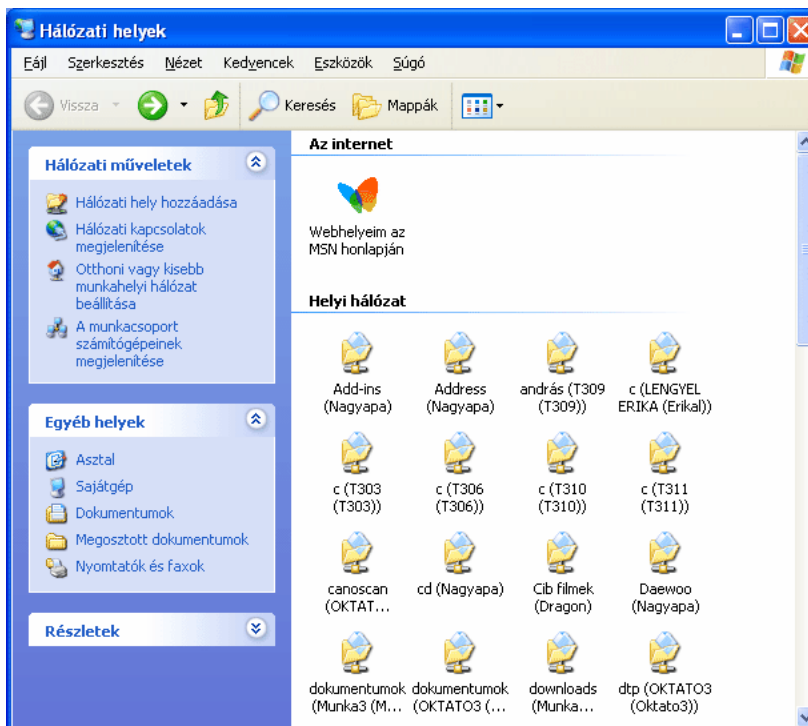 Hálózati helyek
Fájl Szerkesztés Nézet Kedvencek Eszközök Súgó
Vissza Keresés Mappák
Hálózati műveletek
Hálózati hely hozzáadása
Hálózati kapcsolatok
megjelenítése
Otthoni vagy kisebb
munkahelyi hálózat
beállítása
A munkacsoport
számítógépeinek
megjelenítése
Egyéb helyek
Asztal
Sajátgép
Dokumentumok
Megosztott dokumentumok
Nyomtatók és faxok
Részletek
Az internet
Webhelyeim az
MSN honlapján
Helyi hálózat
Add-ins
(Nagyapa)
Address
(Nagyapa)
andrás (T309
(T309))
c (LENGYEL
ERIKA (Erikal))
c (T303
(T303))
c (T306
(T306))
c (T310
(T310))
c (T311
(T311))
canoscan
(OKTAT...
cd (Nagyapa)
Cib filmek
(Dragon)
Daewoo
(Nagyapa)
dokumentumok
(Munka3 (M...
dokumentumok
(OKTATO3 (...
downloads
(Munka...
dtp (OKTATO3
(Oktato3))